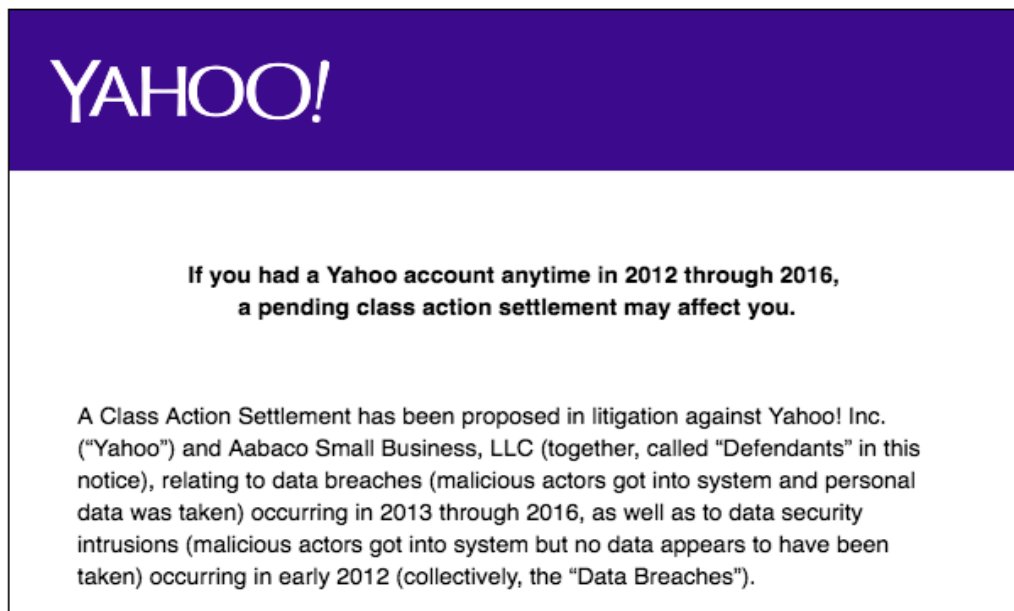 YAHOO!
If you had a Yahoo account anytime in 2012 through 2016,
a pending class action settlement may affect you.
A Class Action Settlement has been proposed in litigation against Yahoo! Inc.
(“Yahoo”) and Aabaco Small Business, LLC (together, called “Defendants” in this
notice), relating to data breaches (malicious actors got into system and personal
data was taken) occurring in 2013 through 2016, as well as to data security
intrusions (malicious actors got into system but no data appears to have been
taken) occurring in early 2012 (collectively, the “Data Breaches”).